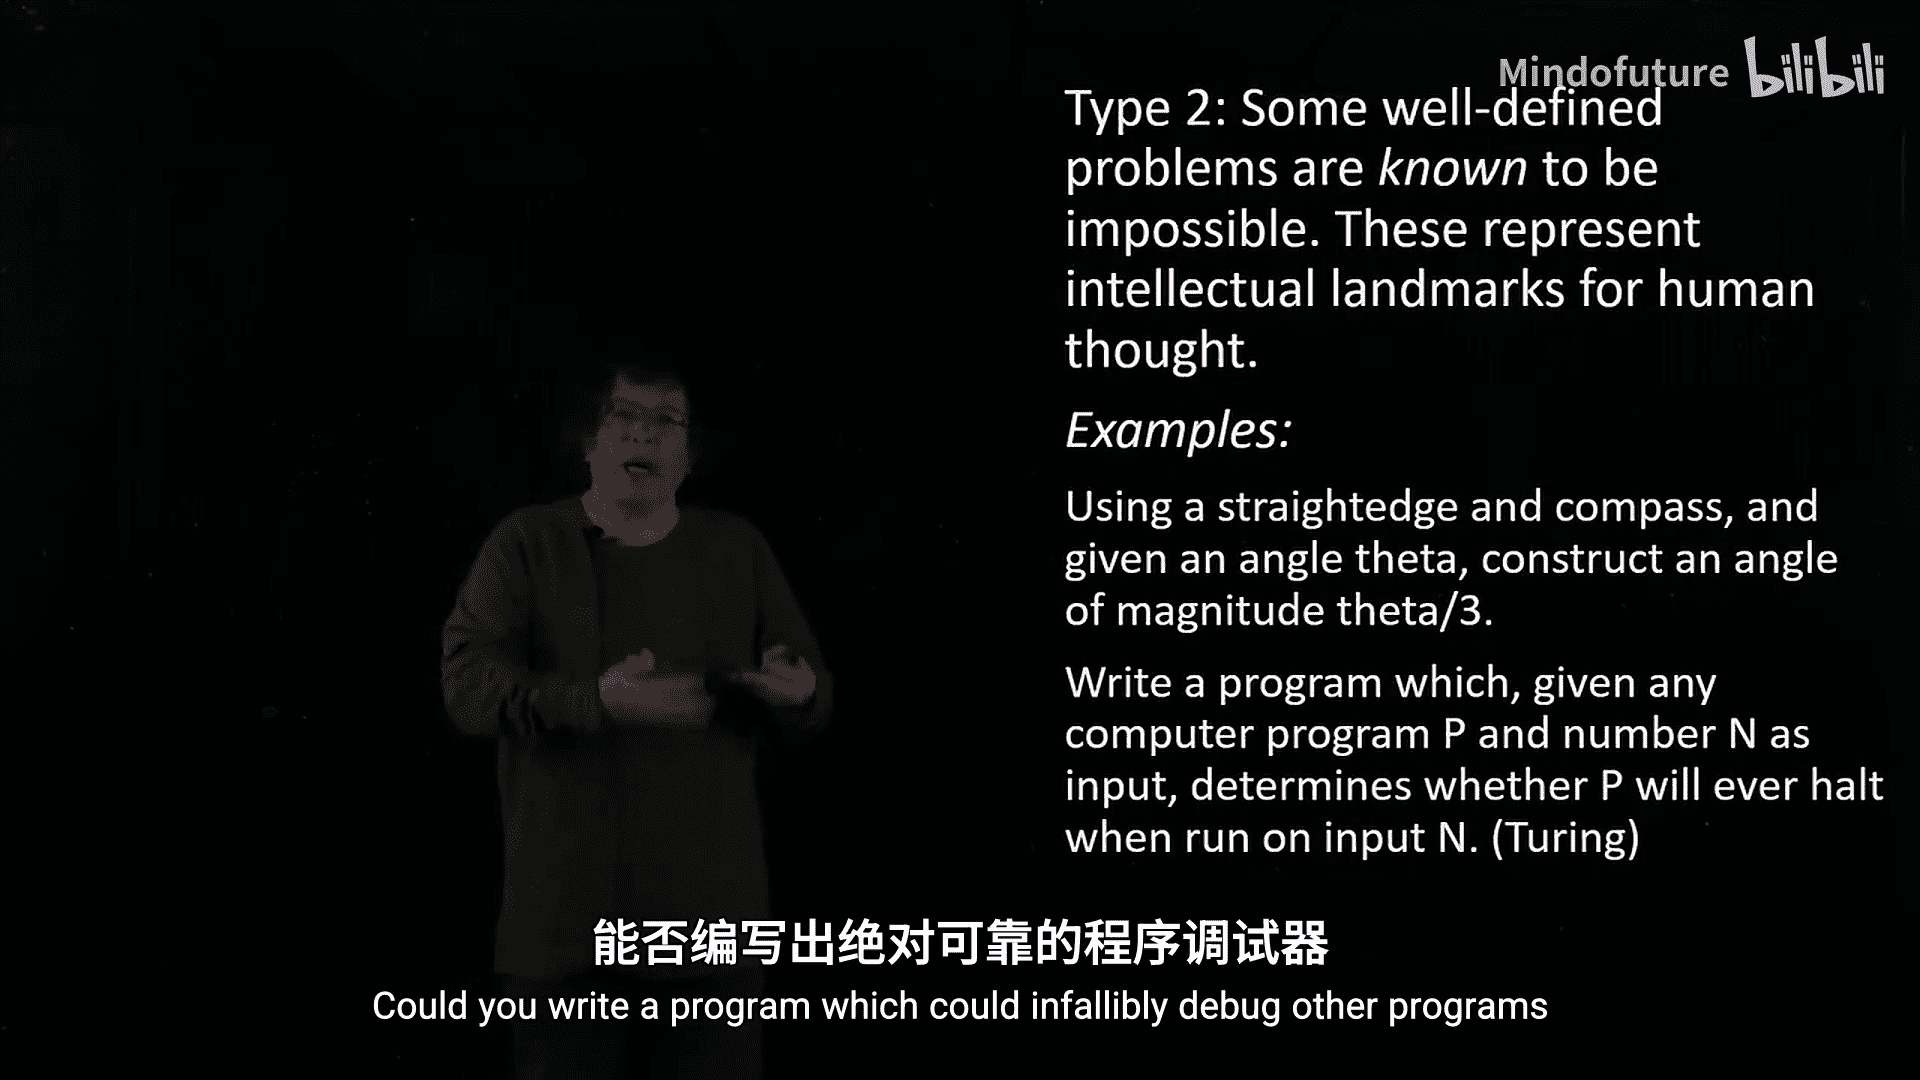 Mindofuture bilibili
Type 2: Some well-defined
problems are known to be
impossible. These represent
intellectual landmarks for human
thought.
Examples:
Using a straightedge and compass, and
given an angle theta, construct an angle
of magnitude theta/3.
Write a program which, given any
computer program P and number N as
input, determines whether P will ever halt
when run on input N. (Turing)
能否编写出绝对可靠的程序调试器
Could you write a program which could infallibly debug other programs